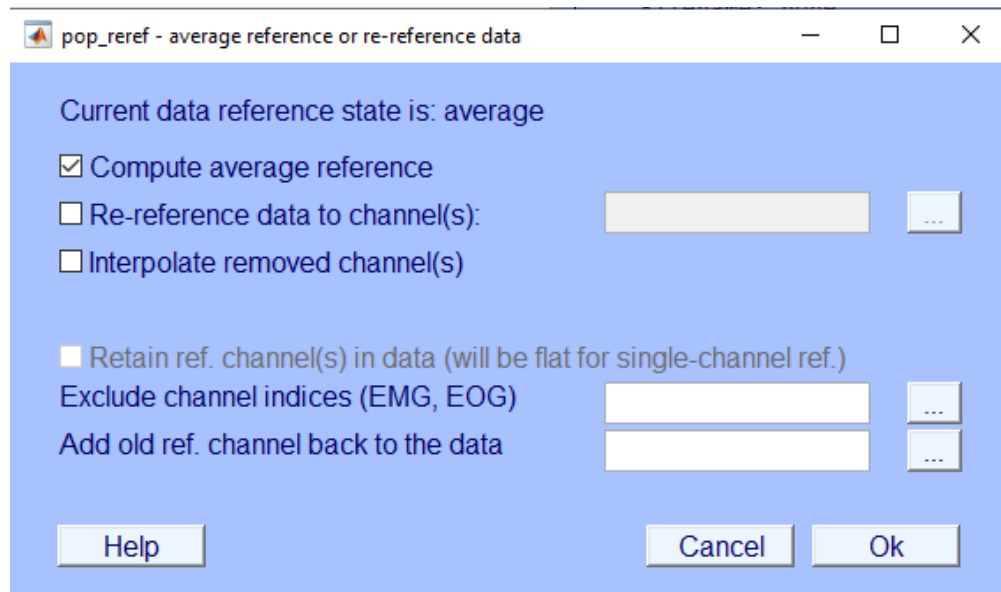 pop_reref - average reference or re-reference data
Current data reference state is: average
Compute average reference
Re-reference data to channel(s):
...
Interpolate removed channel(s)
Retain ref. channel(s) in data (will be flat for single-channel ref.)
Exclude channel indices (EMG, EOG)
...
Add old ref. channel back to the data
...
Help
Cancel
Ok